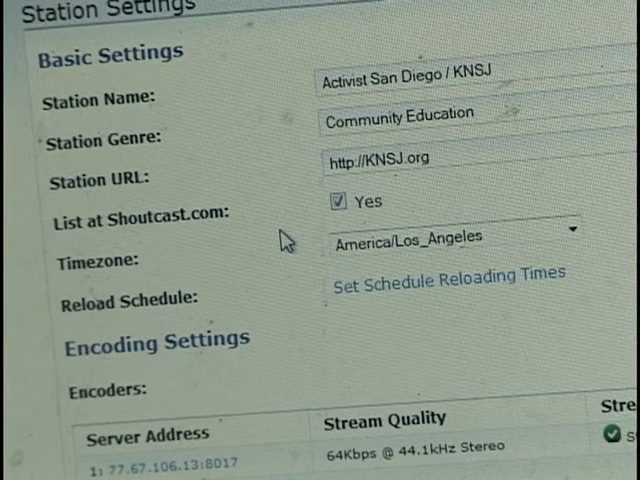 Station Settings
Basic Settings
Station Name: Activist San Diego / KNSJ
Station Genre: Community Education
Station URL: http://KNSJ.org
List at Shoutcast.com: Yes
Timezone: America/Los_Angeles
Reload Schedule: Set Schedule Reloading Times
Encoding Settings
Encoders:
Server Address Stream Quality
1: 77.67.106.13:8017 64Kbps @ 44.1kHz Stereo